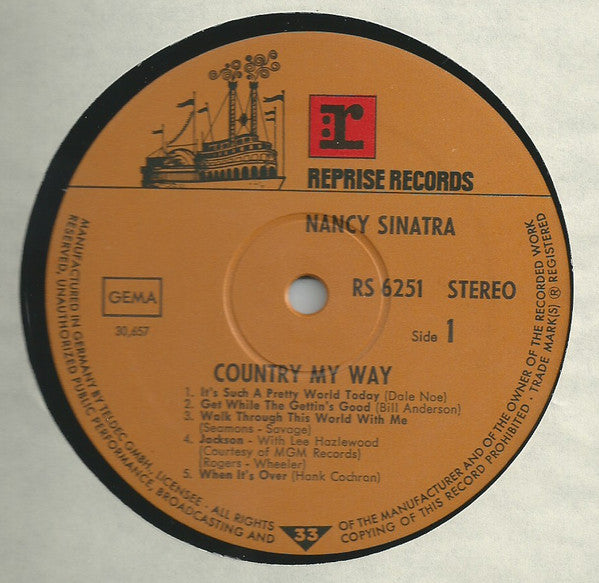 r
REPRISE RECORDS
NANCY SINATRA
GEMA
30,657
RS 6251 STEREO
Side 1
COUNTRY MY WAY
1. It's Such A Pretty World Today (Dale Noe)
2. Get While The Gettin's Good (Bill Anderson)
3. Walk Through This World With Me
(Seamons - Savage)
4. Jackson - With Lee Hazlewood
(Courtesy of MGM Records)
(Rogers - Wheeler)
5. When It's Over (Hank Cochran)
33
MANUFACTURED IN GERMANY BY TELDEC GMBH. LICENSEE · ALL RIGHTS OF THE MANUFACTURER AND OF THE OWNER OF THE RECORDED WORK
RESERVED, UNAUTHORIZED PUBLIC PERFORMANCE, BROADCASTING AND COPYING OF THIS RECORD PROHIBITED · TRADE MARK(S) ® REGISTERED